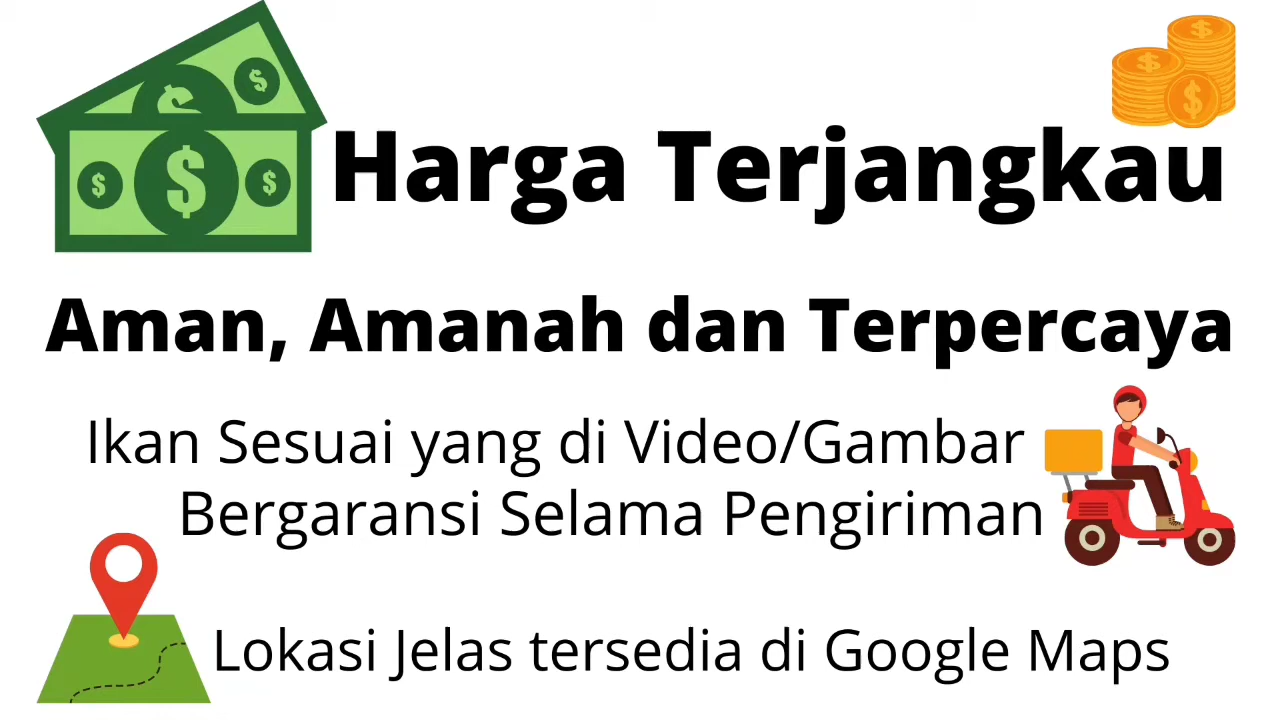 Harga Terjangkau
Aman, Amanah dan Terpercaya
Ikan Sesuai yang di Video/Gambar
Bergaransi Selama Pengiriman
Lokasi Jelas tersedia di Google Maps